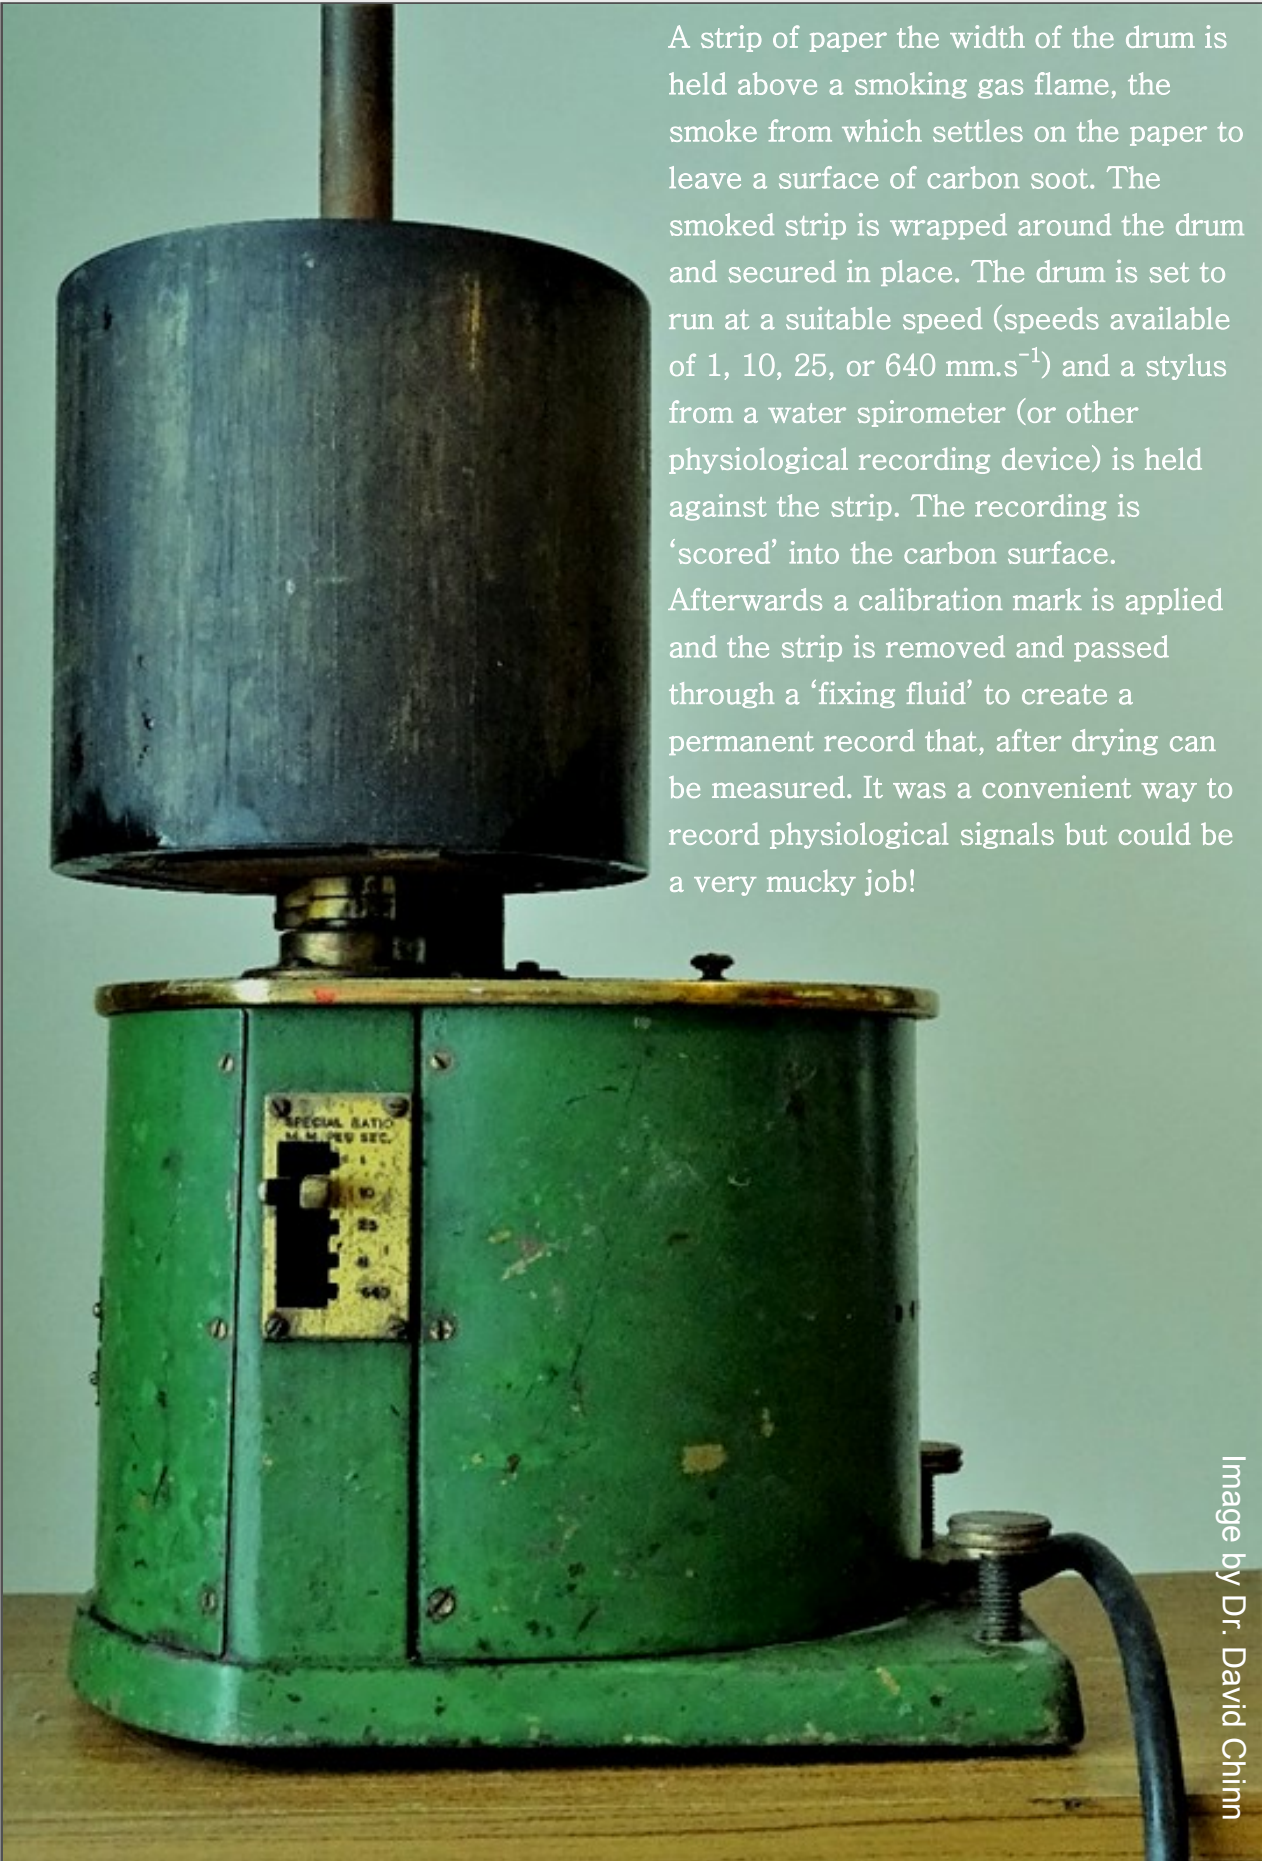 A strip of paper the width of the drum is
held above a smoking gas flame, the
smoke from which settles on the paper to
leave a surface of carbon soot. The
smoked strip is wrapped around the drum
and secured in place. The drum is set to
run at a suitable speed (speeds available
of 1, 10, 25, or 640 mm.s⁻¹) and a stylus
from a water spirometer (or other
physiological recording device) is held
against the strip. The recording is
‘scored’ into the carbon surface.
Afterwards a calibration mark is applied
and the strip is removed and passed
through a ‘fixing fluid’ to create a
permanent record that, after drying can
be measured. It was a convenient way to
record physiological signals but could be
a very mucky job!
SPECIAL RATIO
M.M. PER SEC.
1
10
25
640
Image by Dr. David Chinn